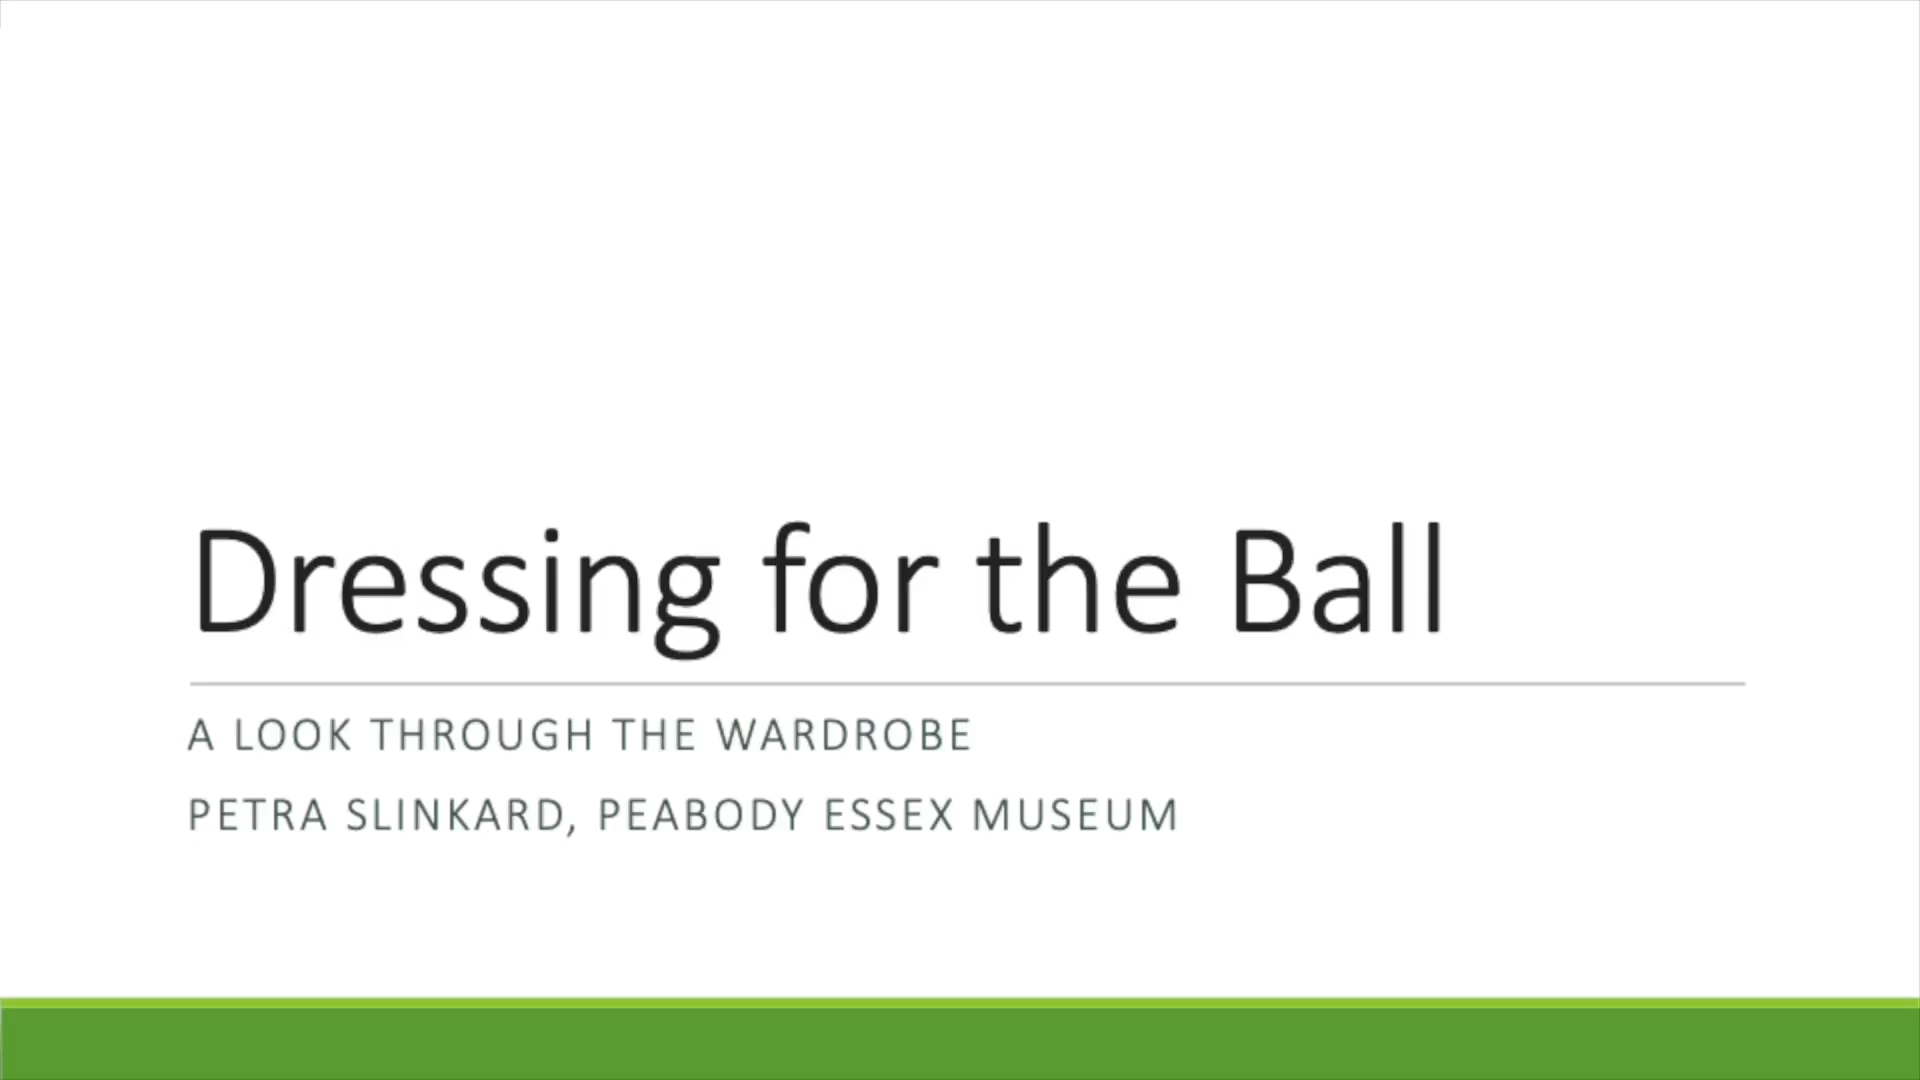 Dressing for the Ball
A LOOK THROUGH THE WARDROBE
PETRA SLINKARD, PEABODY ESSEX MUSEUM